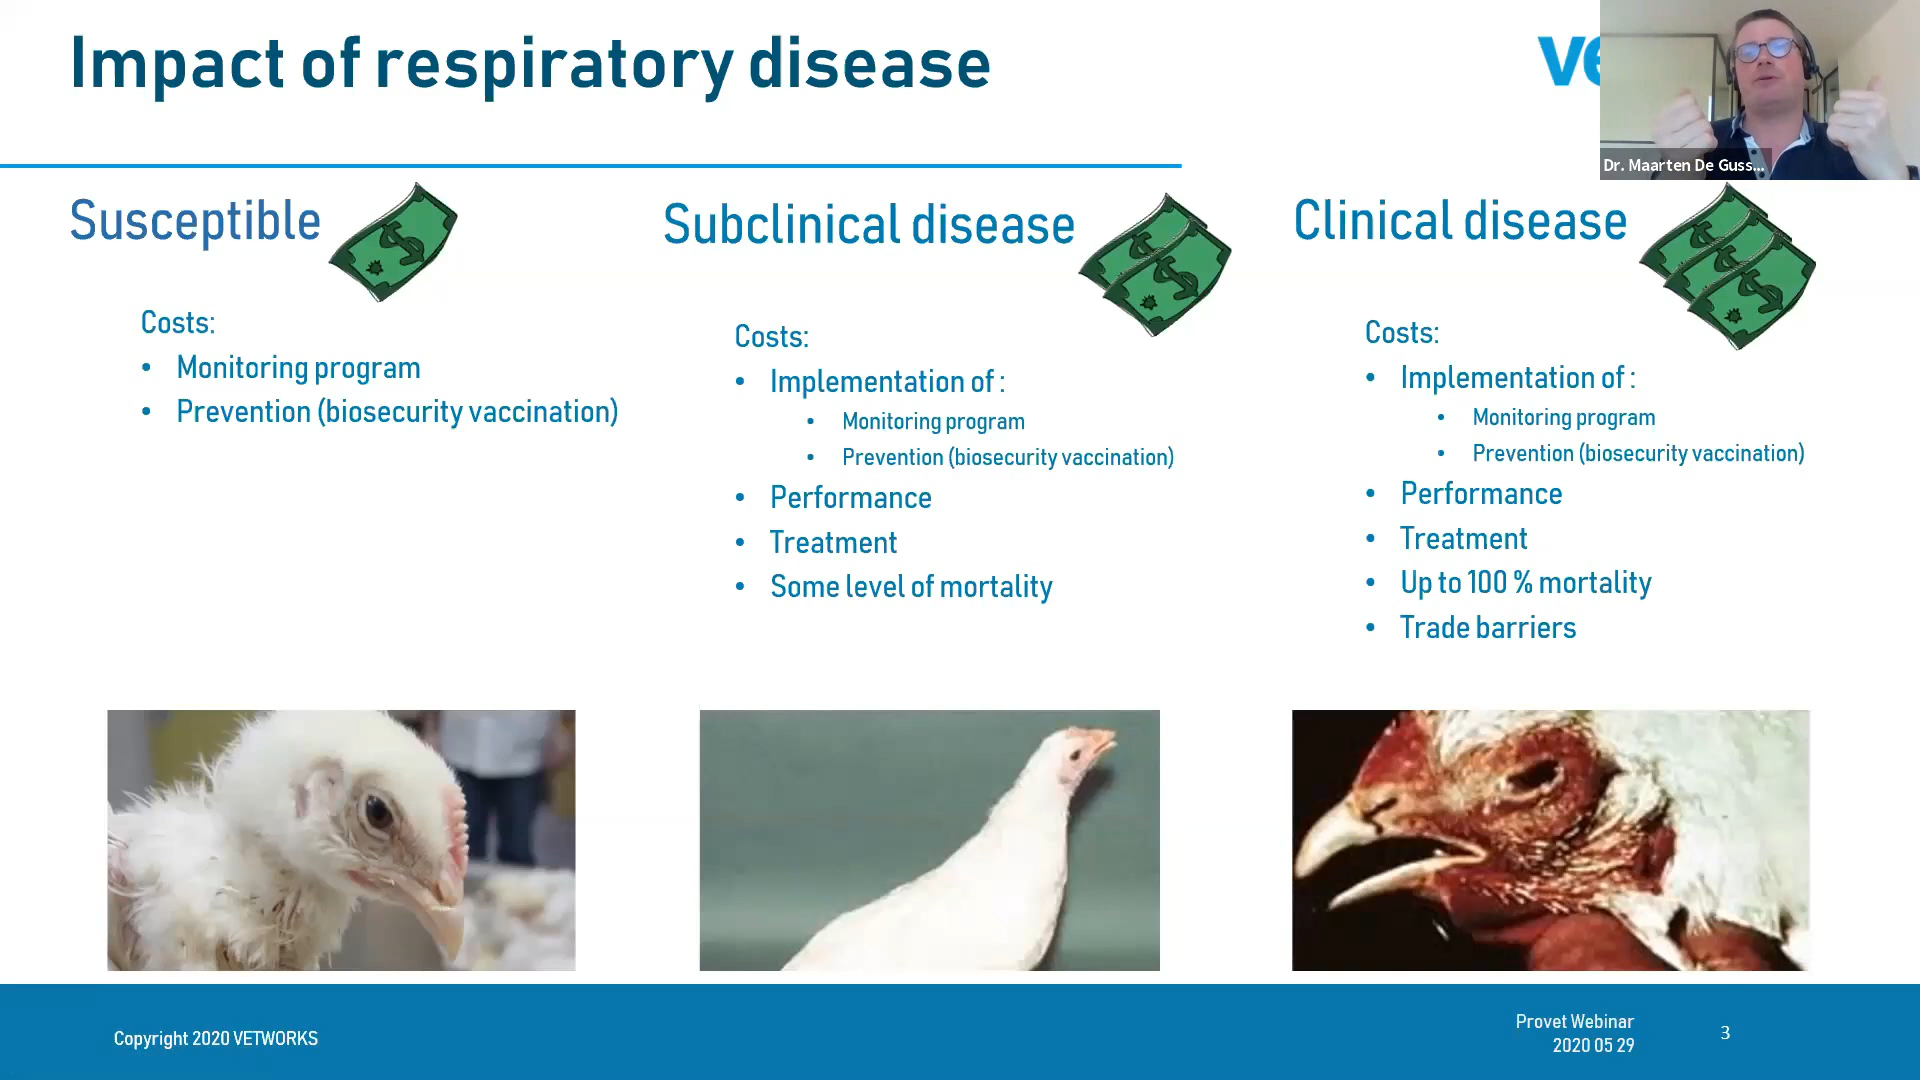 Impact of respiratory disease
Dr. Maarten De Guss...
Susceptible
Costs:
• Monitoring program
• Prevention (biosecurity vaccination)
Subclinical disease
Costs:
• Implementation of :
• Monitoring program
• Prevention (biosecurity vaccination)
• Performance
• Treatment
• Some level of mortality
Clinical disease
Costs:
• Implementation of :
• Monitoring program
• Prevention (biosecurity vaccination)
• Performance
• Treatment
• Up to 100 % mortality
• Trade barriers
Copyright 2020 VETWORKS
Provet Webinar
2020 05 29
3